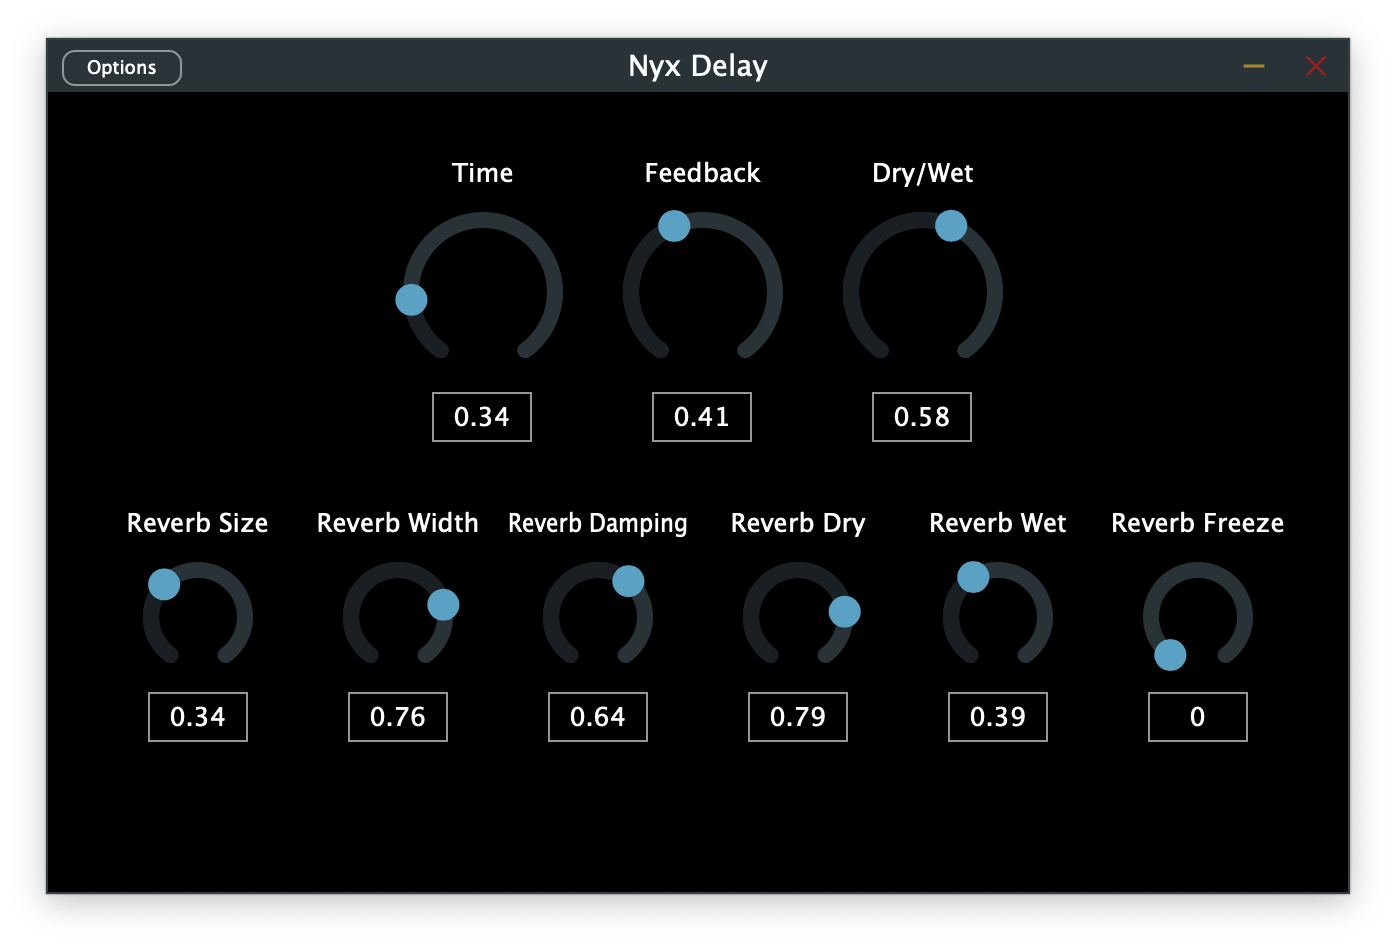 Options
Nyx Delay
Time
Feedback
Dry/Wet
0.34
0.41
0.58
Reverb Size
Reverb Width
Reverb Damping
Reverb Dry
Reverb Wet
Reverb Freeze
0.34
0.76
0.64
0.79
0.39
0